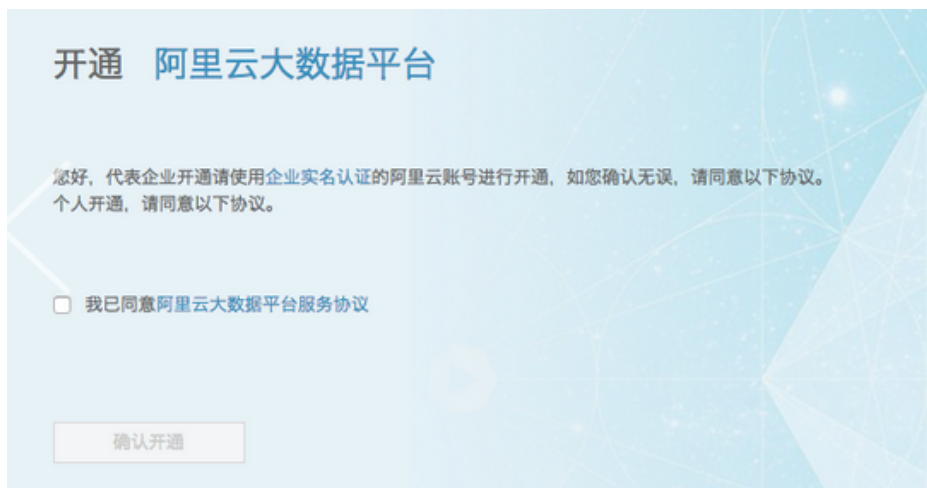 开通 阿里云大数据平台
您好，代表企业开通请使用企业实名认证的阿里云账号进行开通，如您确认无误，请同意以下协议。
个人开通，请同意以下协议。
我已同意阿里云大数据平台服务协议
确认开通